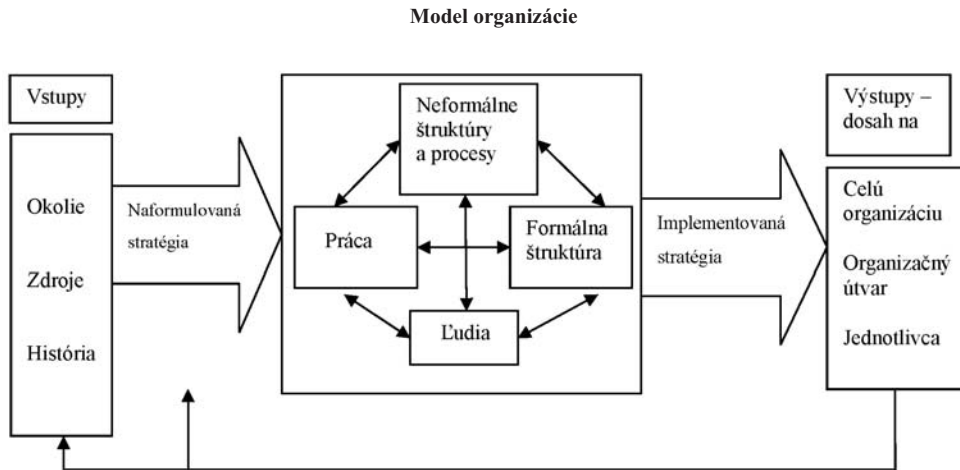 Model organizácie
Vstupy
Okolie
Zdroje
História
Naformulovaná
stratégia
Neformálne
štruktúry
a procesy
Práca
Formálna
štruktúra
Ľudia
Implementovaná
stratégia
Výstupy –
dosah na
Celú
organizáciu
Organizačný
útvar
Jednotlivca